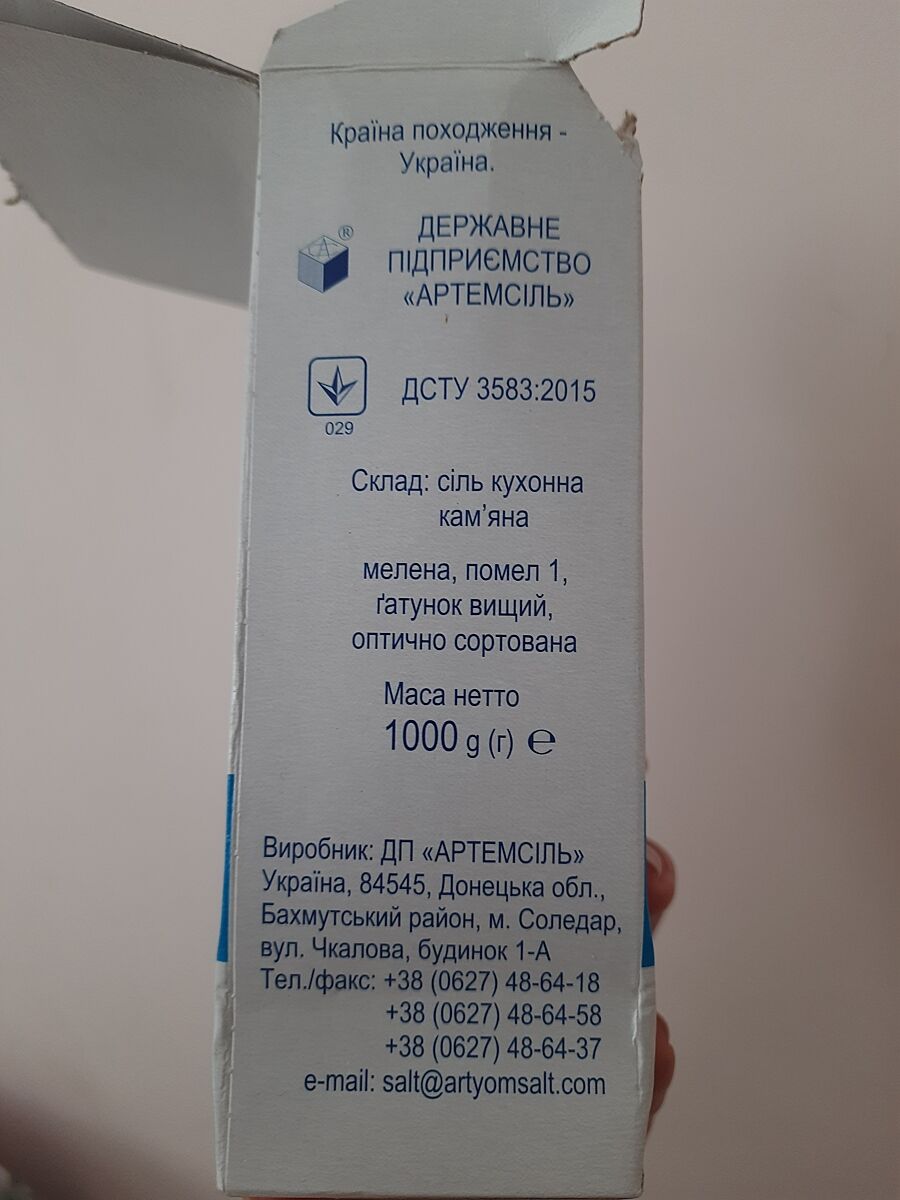 Країна походження -
Україна.
®
ДЕРЖАВНЕ
ПІДПРИЄМСТВО
«АРТЕМСІЛЬ»
ДСТУ 3583:2015
029
Склад: сіль кухонна
кам’яна
мелена, помел 1,
ґатунок вищий,
оптично сортована
Маса нетто
1000 g (г) ℮
Виробник: ДП «АРТЕМСІЛЬ»
Україна, 84545, Донецька обл.,
Бахмутський район, м. Соледар,
вул. Чкалова, будинок 1-А
Тел./факс: +38 (0627) 48-64-18
+38 (0627) 48-64-58
+38 (0627) 48-64-37
e-mail: salt@artyomsalt.com